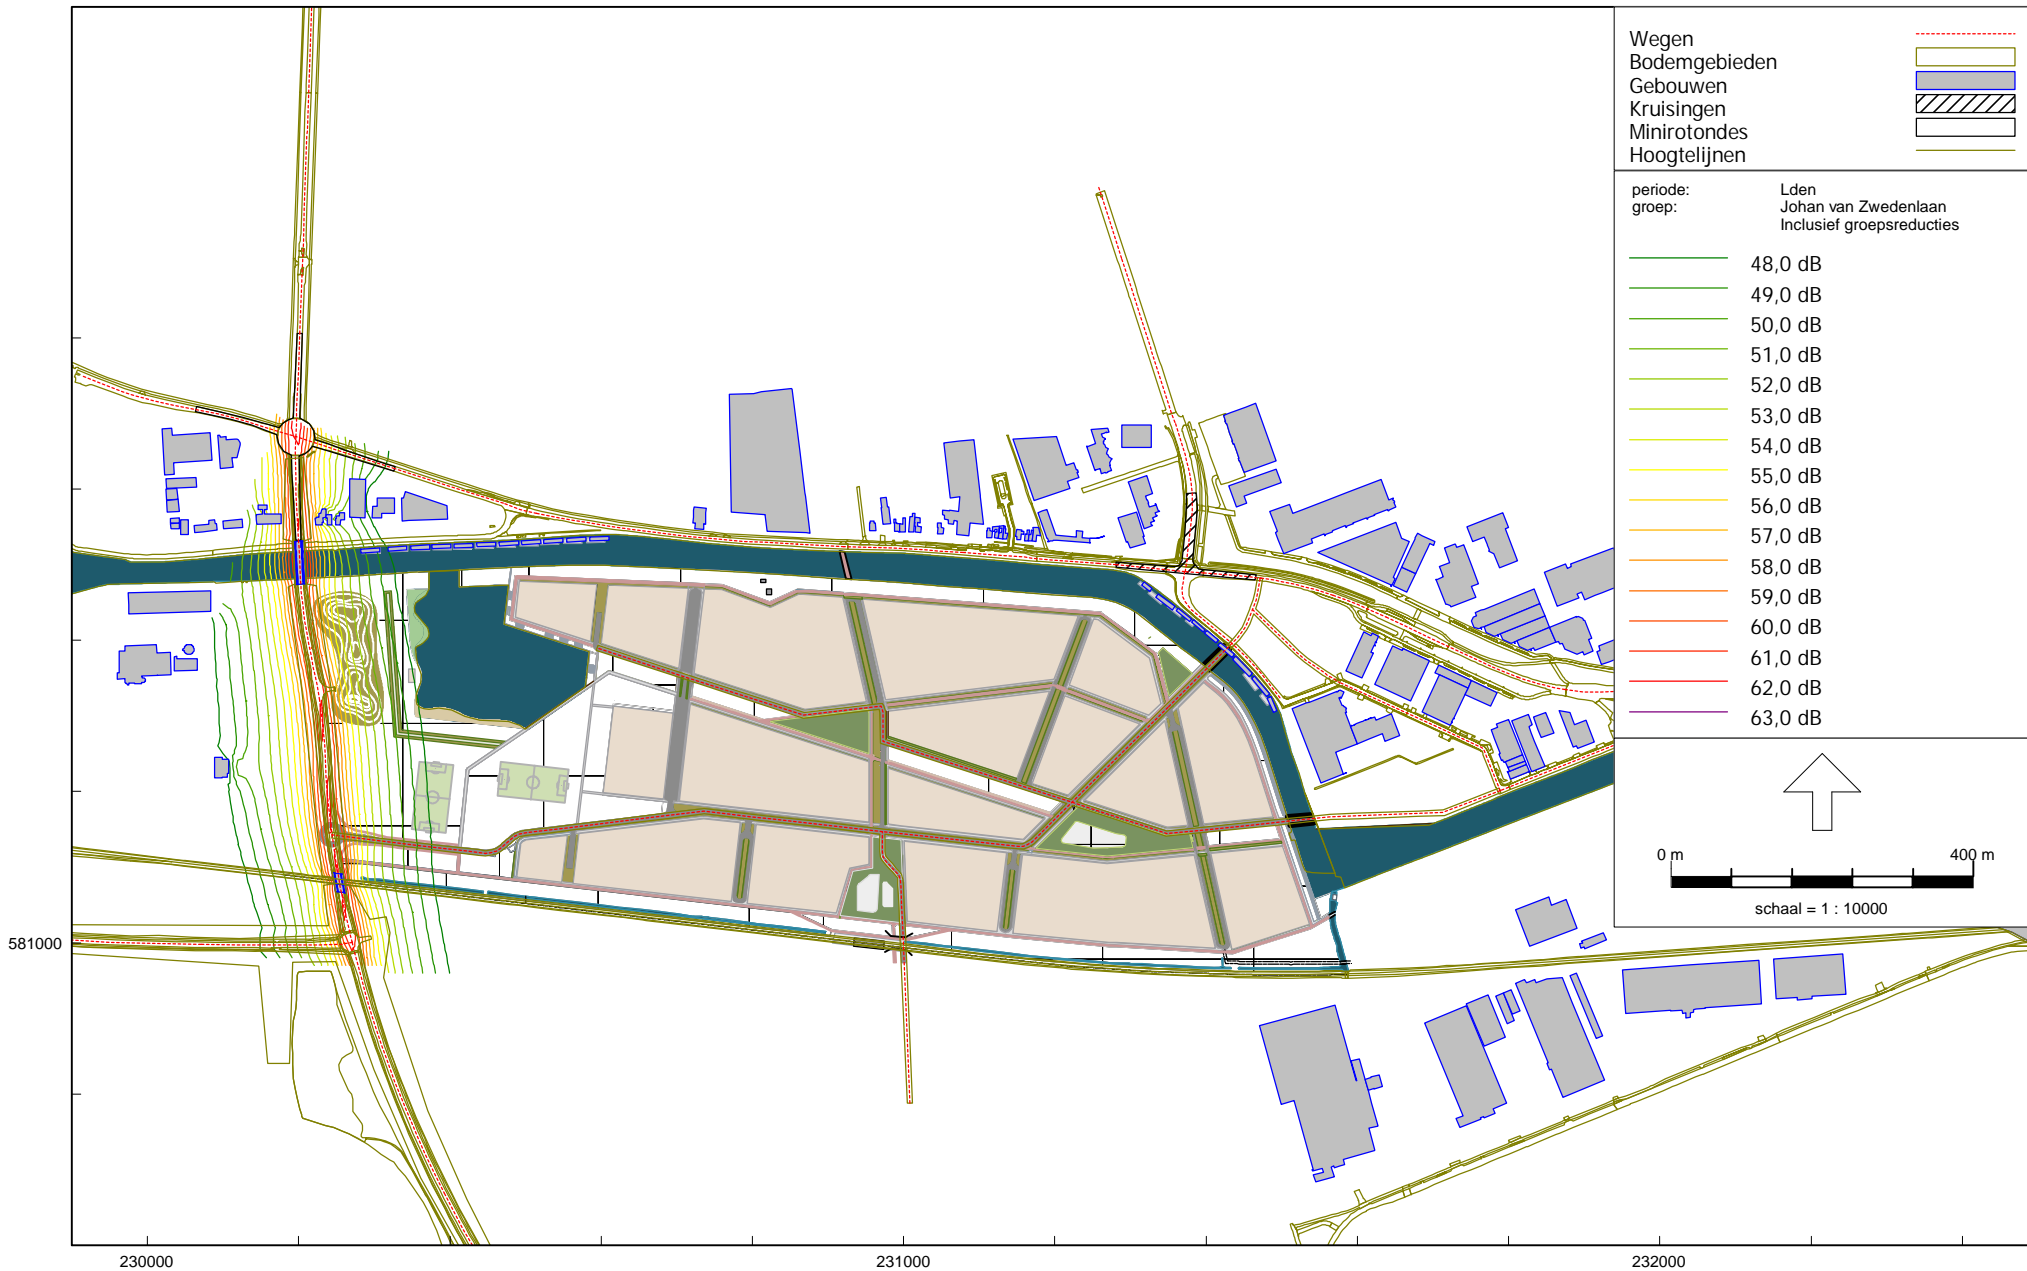 Wegen
Bodemgebieden
Gebouwen
Kruisingen
Minirotondes
Hoogtelijnen
periode: Lden
groep: Johan van Zwedenlaan
Inclusief groepsreducties
48,0 dB
49,0 dB
50,0 dB
51,0 dB
52,0 dB
53,0 dB
54,0 dB
55,0 dB
56,0 dB
57,0 dB
58,0 dB
59,0 dB
60,0 dB
61,0 dB
62,0 dB
63,0 dB
0 m 400 m
schaal = 1 : 10000
581000
230000 231000 232000